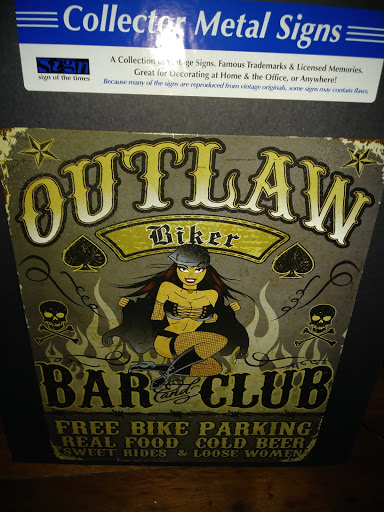 Collector Metal Signs
sign
sign of the times
A Collection of Vintage Signs, Famous Trademarks & Licensed Memories.
Great for Decorating at Home & the Office, or Anywhere!
Because many of the signs are reproduced from vintage originals, some signs may contain flaws.
OUTLAW
Biker
BAR and CLUB
FREE BIKE PARKING
REAL FOOD COLD BEER
SWEET RIDES & LOOSE WOMEN